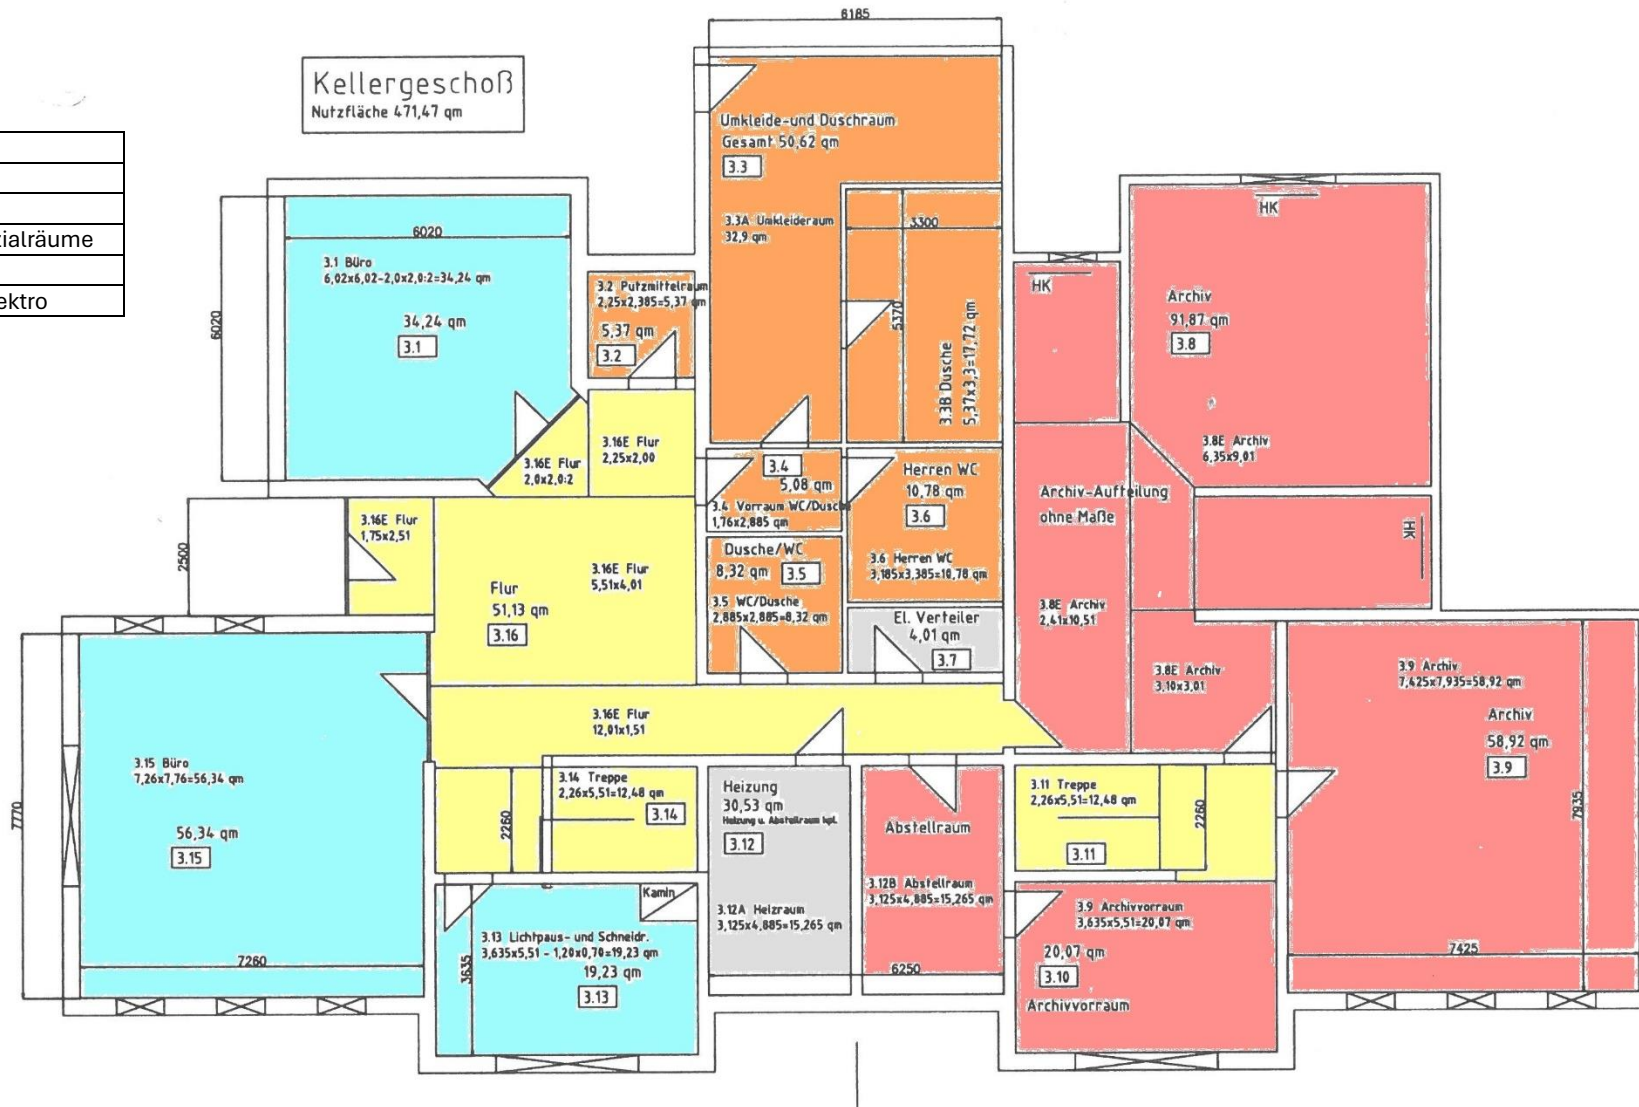 6185
Kellergeschoß
Nutzfläche 471,47 qm
zialräume
ektro
Umkleide-und Duschraum
Gesamt 50,62 qm
3.3
3.3A Umkleideraum
32,9 qm
3300
5370
3.3B Dusche
5,37x3,3=17,72 qm
6020
6020
3.1 Büro
6,02x6,02-2,0x2,0:2=34,24 qm
34,24 qm
3.1
3.2 Putzmittelraum
2,25x2,385=5,37 qm
5,37 qm
3.2
HK
HK
Archiv
91,87 qm
3.8
3.8E Archiv
6,35x9,01
3.16E Flur
2,25x2,00
3.16E Flur
2,0x2,0:2
3.4
5,08 qm
3.4 Vorraum WC/Dusche
1,76x2,885 qm
Herren WC
10,78 qm
3.6
3.6 Herren WC
3,185x3,385=10,78 qm
Archiv-Aufteilung
ohne Maße
HK
3.16E Flur
1,75x2,51
2500
Flur
51,13 qm
3.16
3.16E Flur
5,51x4,01
Dusche/WC
8,32 qm
3.5
3.5 WC/Dusche
2,885x2,885=8,32 qm
El. Verteiler
4,01 qm
3.7
3.8E Archiv
2,41x10,51
3.8E Archiv
3,10x3,01
3.9 Archiv
7,425x7,935=58,92 qm
Archiv
58,92 qm
3.9
7935
7425
3.16E Flur
12,01x1,51
3.15 Büro
7,26x7,76=56,34 qm
56,34 qm
3.15
7770
7260
2260
3.14 Treppe
2,26x5,51=12,48 qm
3.14
Heizung
30,53 qm
Heizung u. Abstellraum kpl.
3.12
3.12A Heizraum
3,125x4,885=15,265 qm
Abstellraum
3.12B Abstellraum
3,125x4,885=15,265 qm
6250
3.11 Treppe
2,26x5,51=12,48 qm
3.11
2260
Kamin
3.13 Lichtpaus- und Schneidr.
3,635x5,51 - 1,20x0,70=19,23 qm
19,23 qm
3.13
3635
3.9 Archivvorraum
3,635x5,51=20,07 qm
20,07 qm
3.10
Archivvorraum